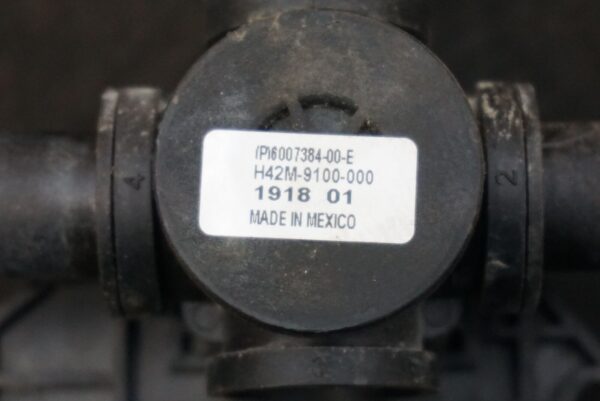 (P)6007384-00-E
H42M-9100-000
1918 01
MADE IN MEXICO
4
2